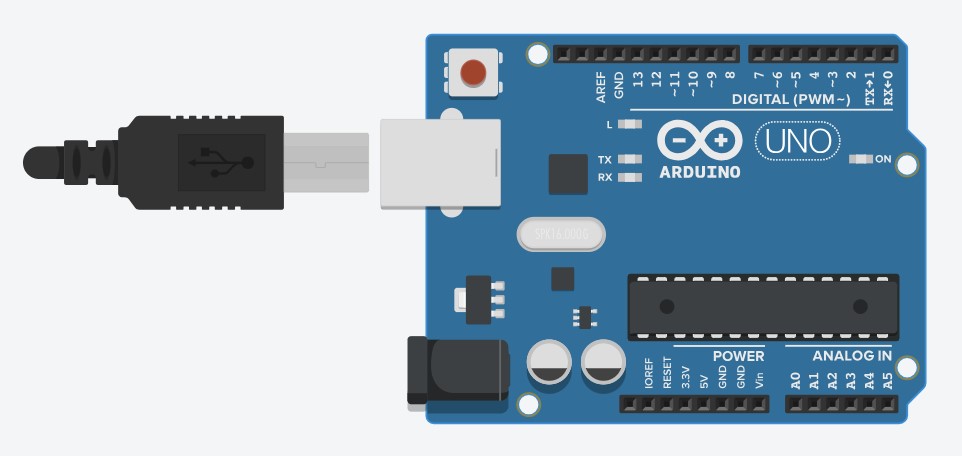 AREF
GND
13
12
~11
~10
~9
8
7
~6
~5
4
~3
2
TX→1
RX←0
DIGITAL (PWM~)
L
TX
RX
ARDUINO
UNO
ON
SPK16.000G
POWER
ANALOG IN
IOREF
RESET
3.3V
5V
GND
GND
Vin
A0
A1
A2
A3
A4
A5